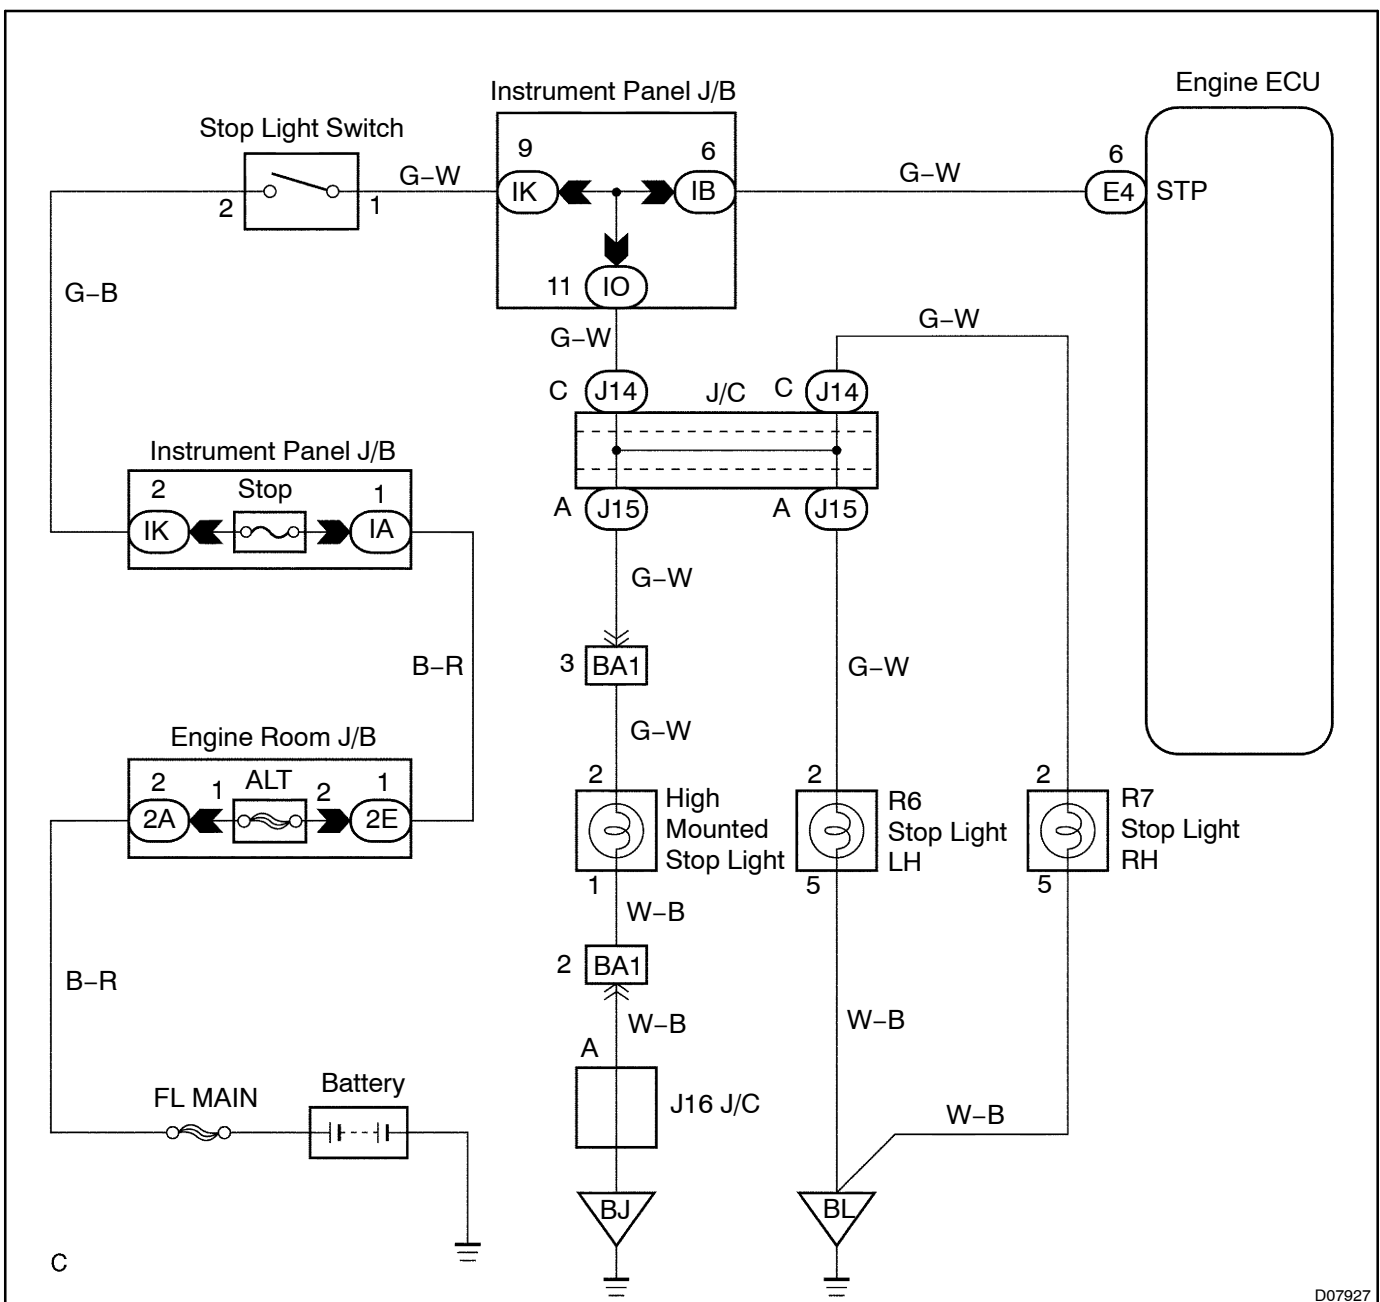 Engine ECU
Instrument Panel J/B
Stop Light Switch
9
6
6
G−W
G−W
IK
IB
E4
STP
2
1
11
IO
G−B
G−W
G−W
C
J14
J/C
C
J14
Instrument Panel J/B
2
Stop
1
A
J15
A
J15
IK
IA
G−W
B−R
3
BA1
G−W
G−W
Engine Room J/B
2
1
ALT
2
1
2A
2E
2
High
Mounted
Stop Light
2
R6
Stop Light
LH
2
R7
Stop Light
RH
1
5
5
W−B
2
BA1
B−R
W−B
W−B
A
FL MAIN
Battery
J16 J/C
W−B
BJ
BL
C
D07927